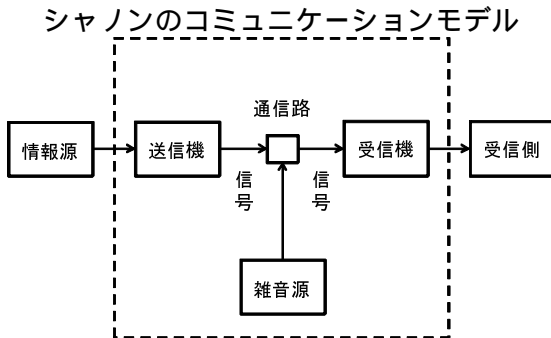 シャノンのコミュニケーションモデル
通信路
情報源
送信機
受信機
受信側
信号
信号
雑音源